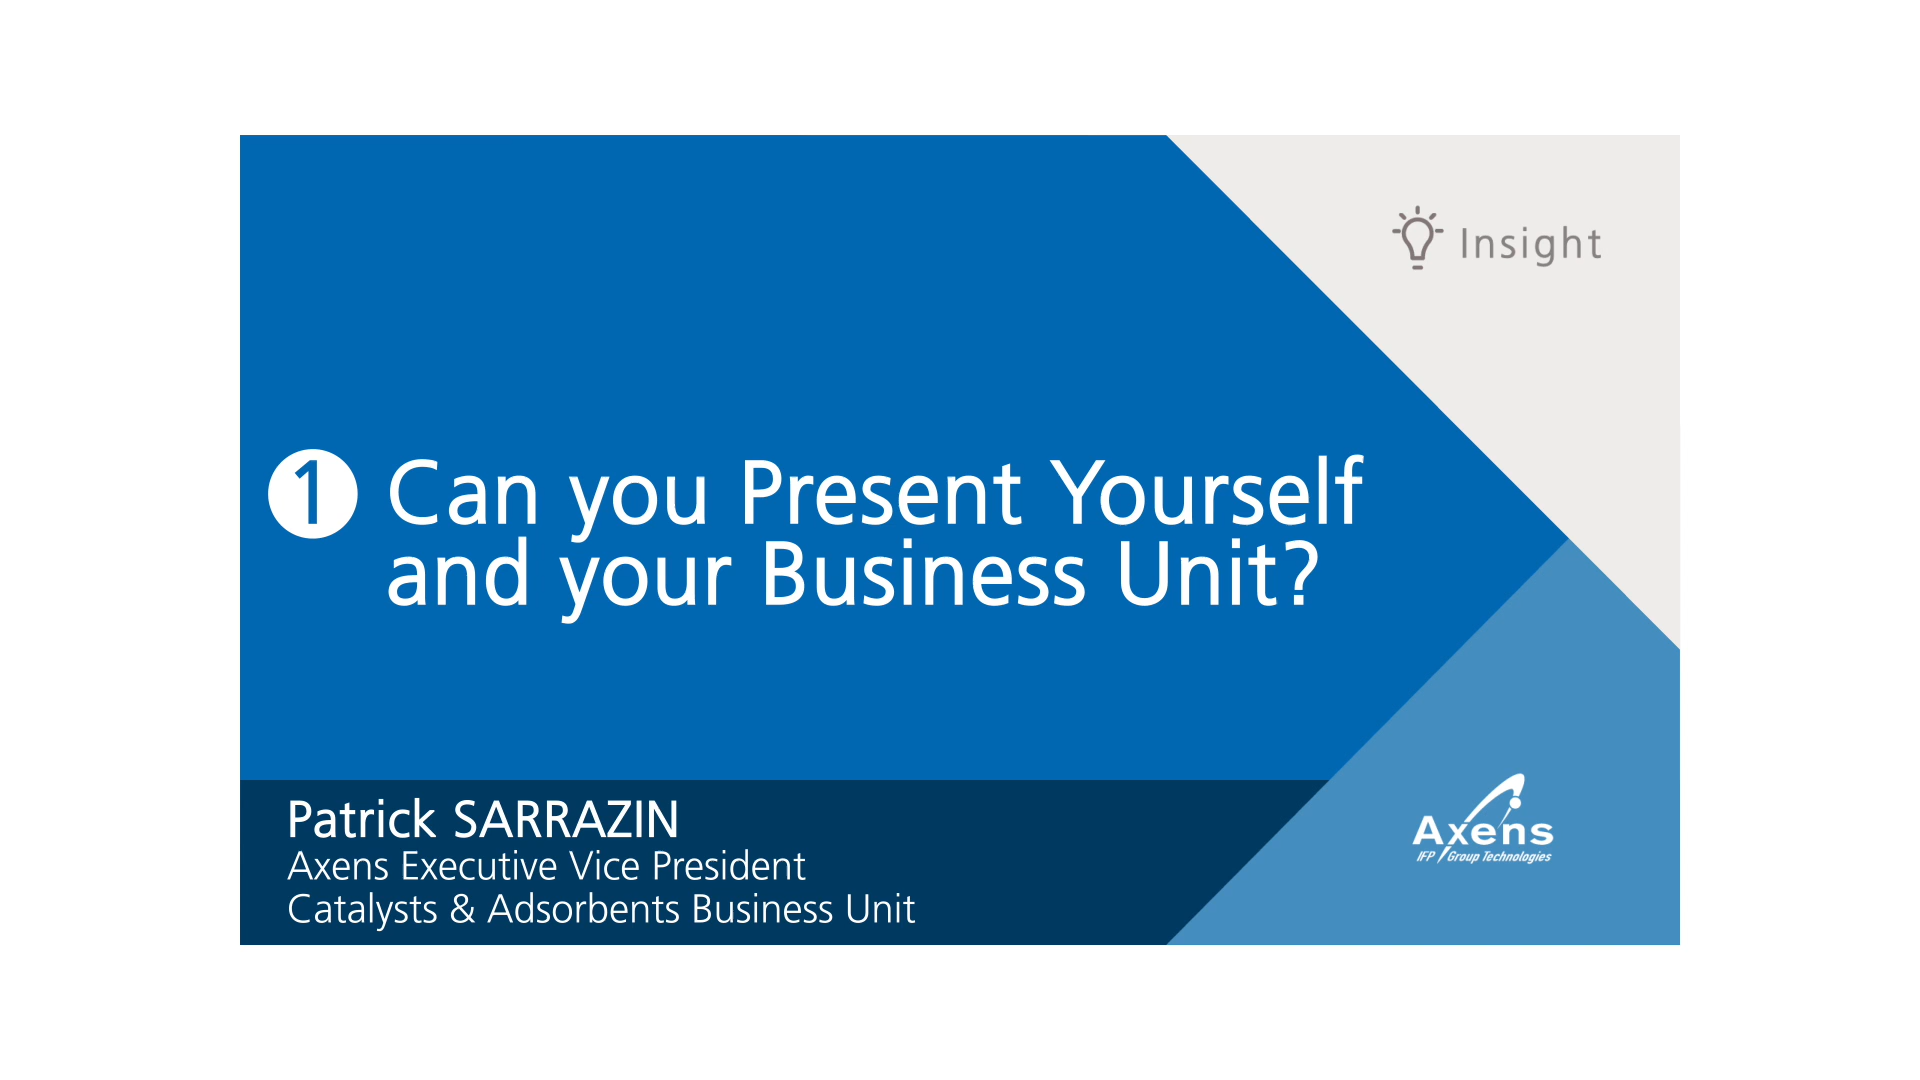 Insight
1 Can you Present Yourself
and your Business Unit?
Patrick SARRAZIN
Axens Executive Vice President
Catalysts & Adsorbents Business Unit
Axens
IFP Group Technologies